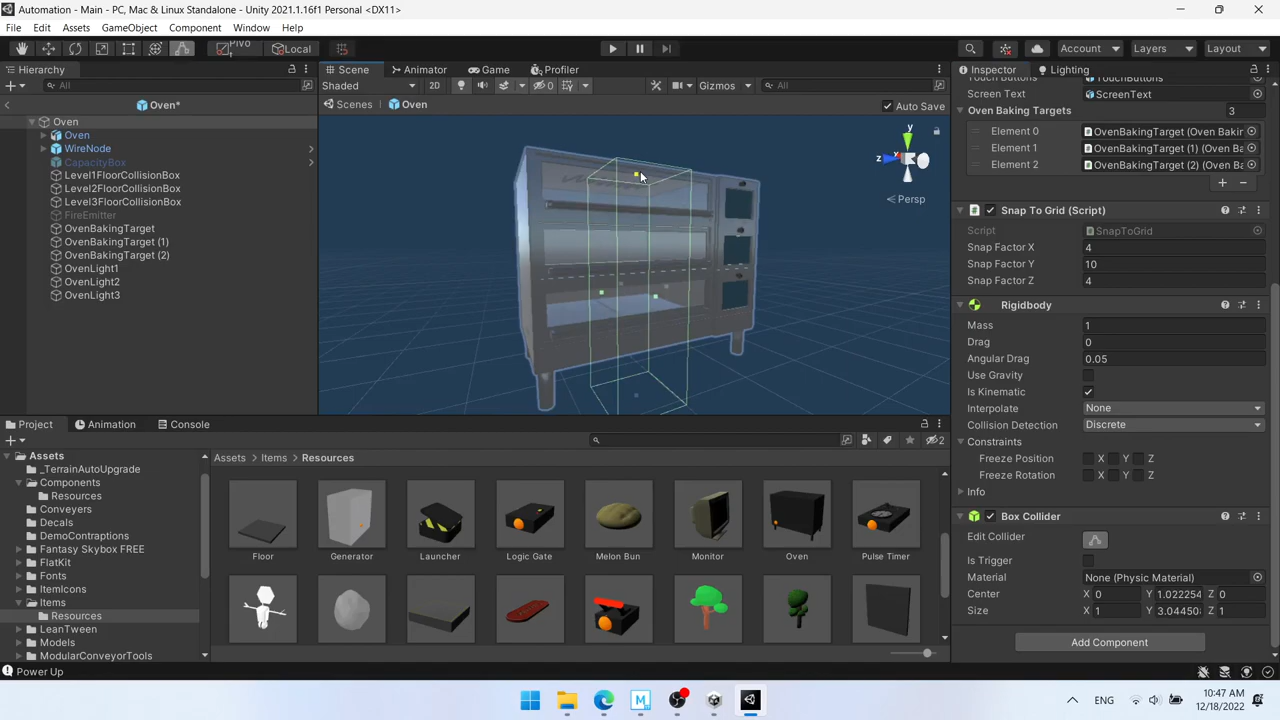 Automation - Main - PC, Mac & Linux Standalone - Unity 2021.1.16f1 Personal <DX11>
File Edit Assets GameObject Component Window Help
Pivo Local Account Layers Layout
Hierarchy Scene Animator Game Profiler Inspector Lighting
All Shaded 2D 0 Gizmos All
Oven* Scenes Oven Auto Save
Oven
Oven
WireNode
CapacityBox
Level1FloorCollisionBox
Level2FloorCollisionBox
Level3FloorCollisionBox
FireEmitter
OvenBakingTarget
OvenBakingTarget (1)
OvenBakingTarget (2)
OvenLight1
OvenLight2
OvenLight3
y
z
x
Persp
Touch Buttons TouchButtons
Screen Text ScreenText
Oven Baking Targets 3
Element 0 OvenBakingTarget (Oven Bakin
Element 1 OvenBakingTarget (1) (Oven Ba
Element 2 OvenBakingTarget (2) (Oven Ba
Snap To Grid (Script)
Script SnapToGrid
Snap Factor X 4
Snap Factor Y 10
Snap Factor Z 4
Rigidbody
Mass 1
Drag 0
Angular Drag 0.05
Use Gravity
Is Kinematic
Interpolate None
Collision Detection Discrete
Constraints
Freeze Position X Y Z
Freeze Rotation X Y Z
Info
Box Collider
Edit Collider
Is Trigger
Material None (Physic Material)
Center X 0 Y 1.022254 Z 0
Size X 1 Y 3.04450 Z 1
Add Component
Project Animation Console
2
Assets
_TerrainAutoUpgrade
Components
Resources
Conveyers
Decals
DemoContraptions
Fantasy Skybox FREE
FlatKit
Fonts
ItemIcons
Items
Resources
LeanTween
Models
ModularConveyorTools
Assets Items Resources
Floor Generator Launcher Logic Gate Melon Bun Monitor Oven Pulse Timer
Power Up
ENG
10:47 AM
12/18/2022